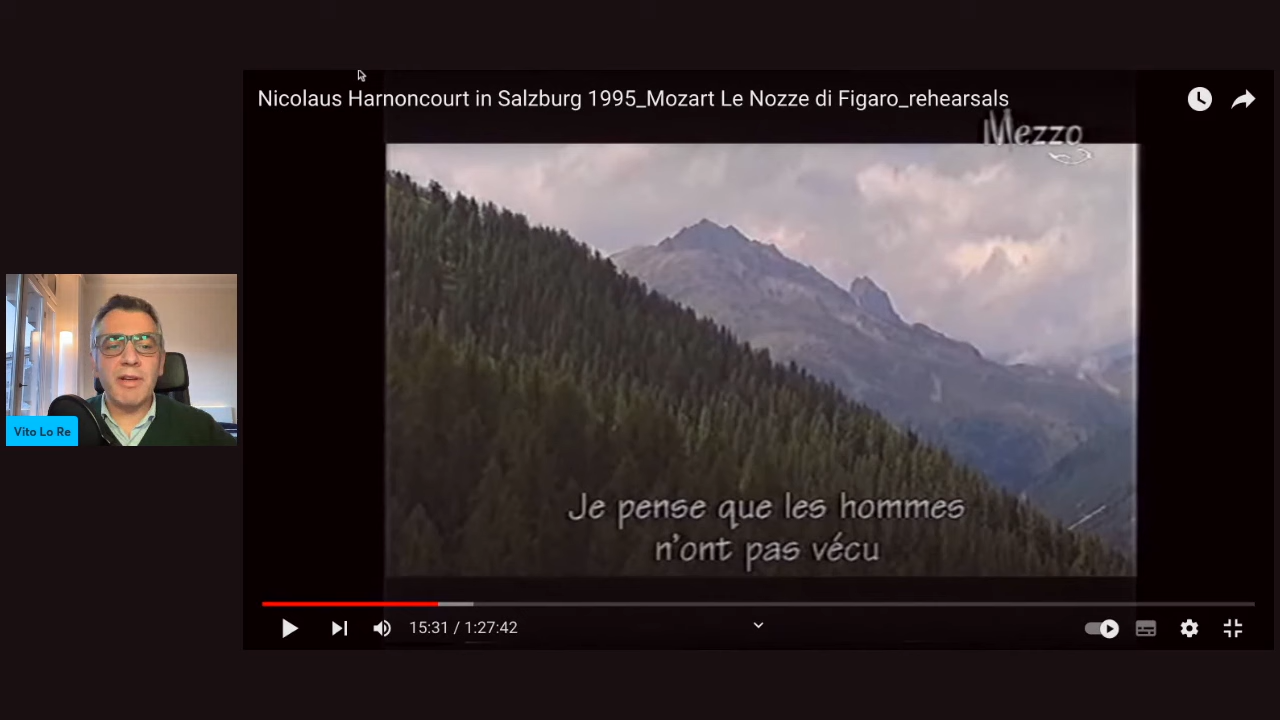 Nicolaus Harnoncourt in Salzburg 1995_Mozart Le Nozze di Figaro_rehearsals
Mezzo
Vito Lo Re
Je pense que les hommes
n'ont pas vécu
15:31 / 1:27:42